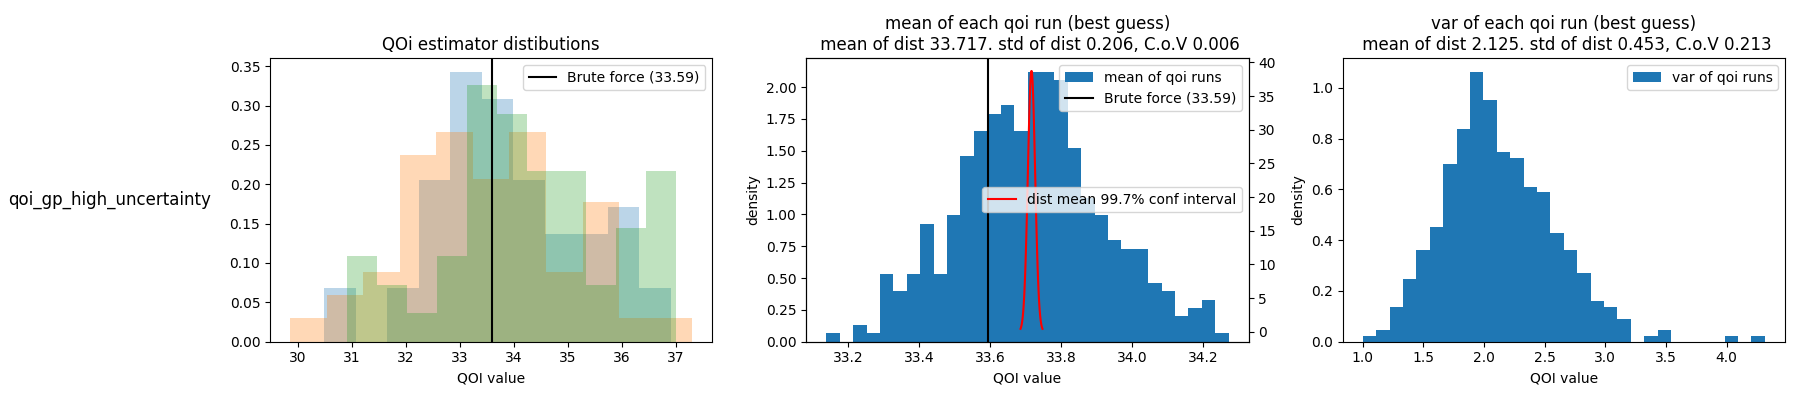 qoi_gp_high_uncertainty
QOi estimator distibutions
Brute force (33.59)
0.35
0.30
0.25
0.20
0.15
0.10
0.05
0.00
30 31 32 33 34 35 36 37
QOI value
mean of each qoi run (best guess)
mean of dist 33.717. std of dist 0.206, C.o.V 0.006
mean of qoi runs
Brute force (33.59)
dist mean 99.7% conf interval
density
2.00
1.75
1.50
1.25
1.00
0.75
0.50
0.25
0.00
40
35
30
25
20
15
10
5
0
33.2 33.4 33.6 33.8 34.0 34.2
QOI value
var of each qoi run (best guess)
mean of dist 2.125. std of dist 0.453, C.o.V 0.213
var of qoi runs
density
1.0
0.8
0.6
0.4
0.2
0.0
1.0 1.5 2.0 2.5 3.0 3.5 4.0
QOI value